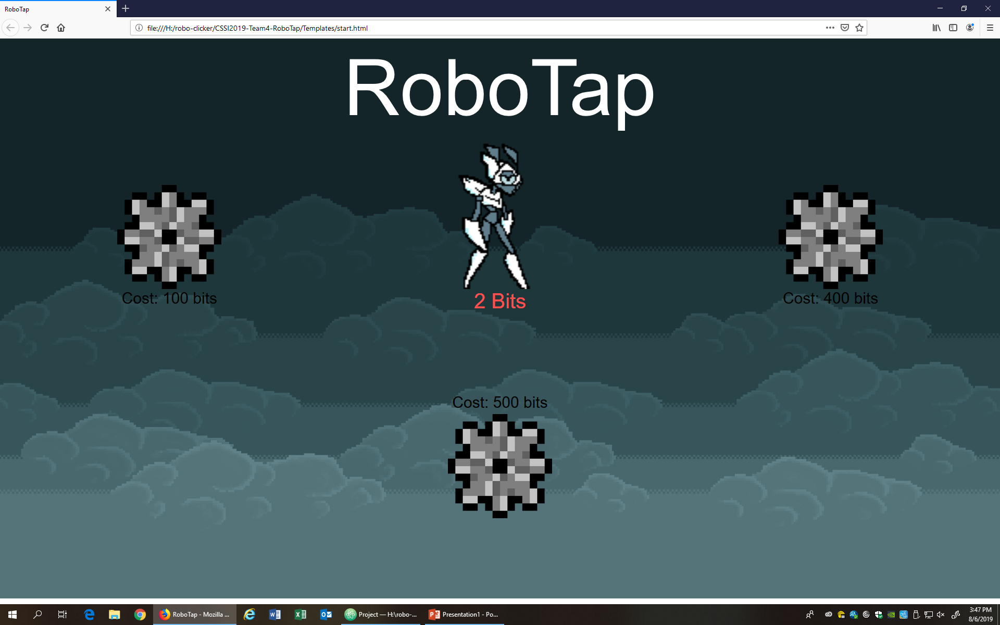 RoboTap
file:///H:/robo-clicker/CSSI2019-Team4-RoboTap/Templates/start.html
RoboTap
Cost: 100 bits
2 Bits
Cost: 400 bits
Cost: 500 bits
RoboTap - Mozilla ...
Project — H:\robo-...
Presentation1 - Po...
3:47 PM
8/6/2019